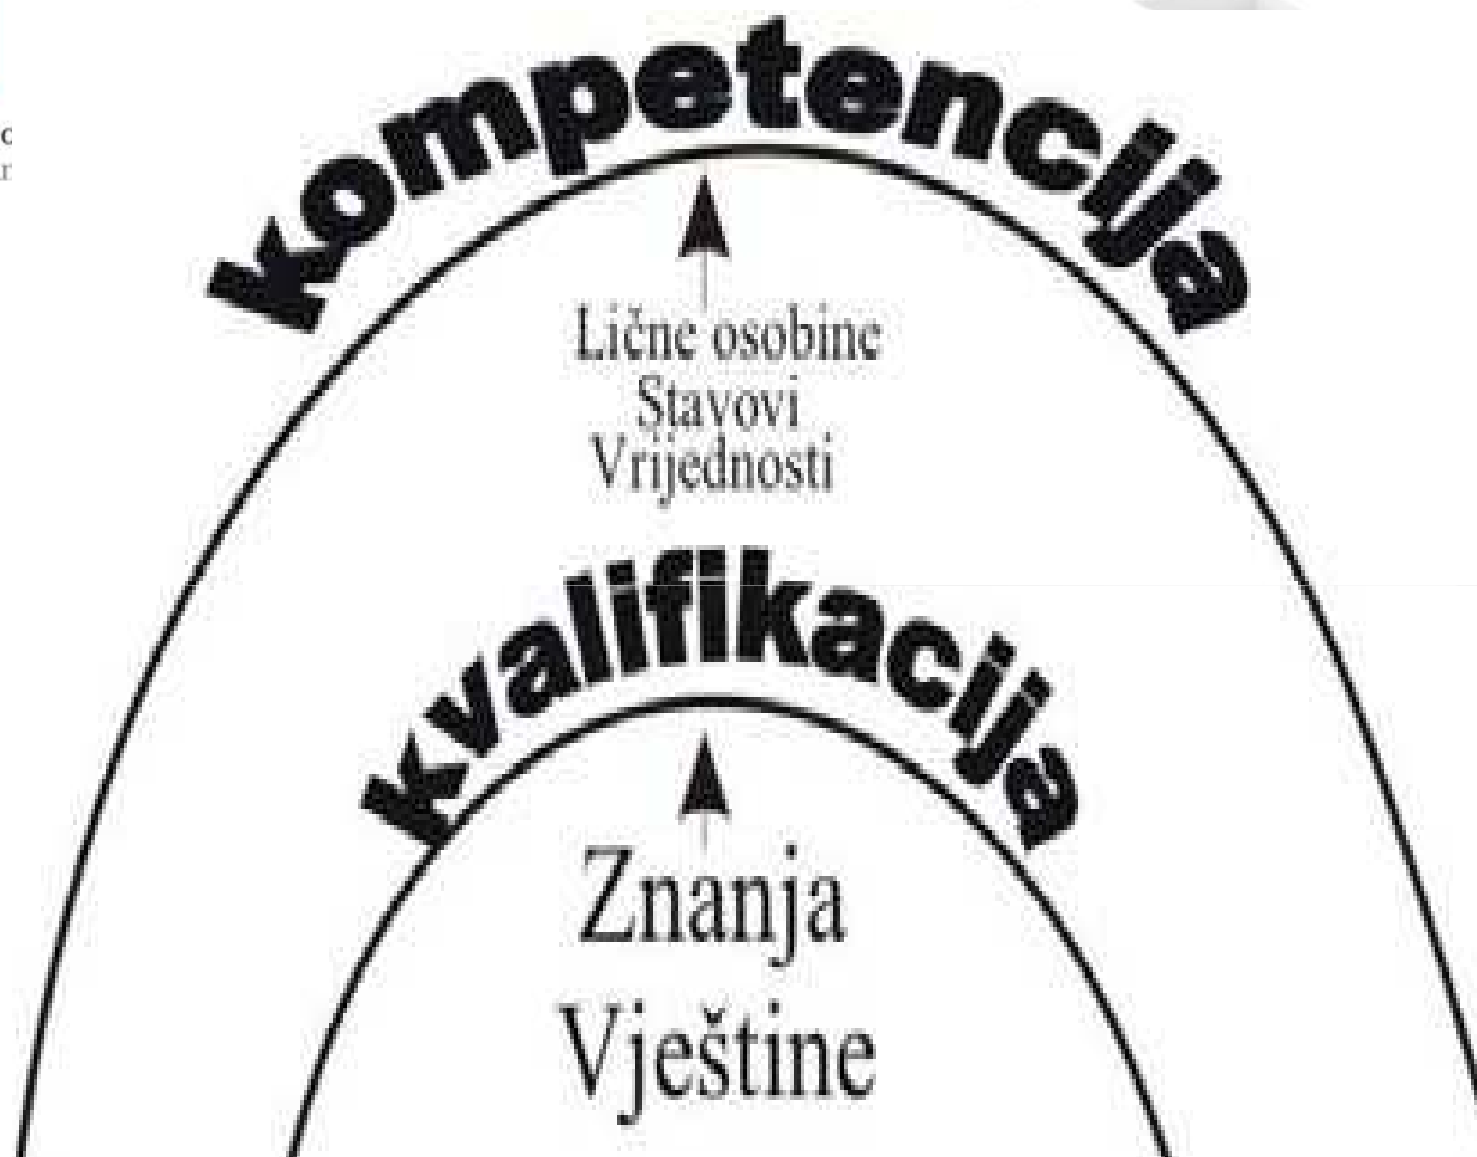 Kompetencija
Lične osobine
Stavovi
Vrijednosti
Kvalifikacija
Znanja
Vještine